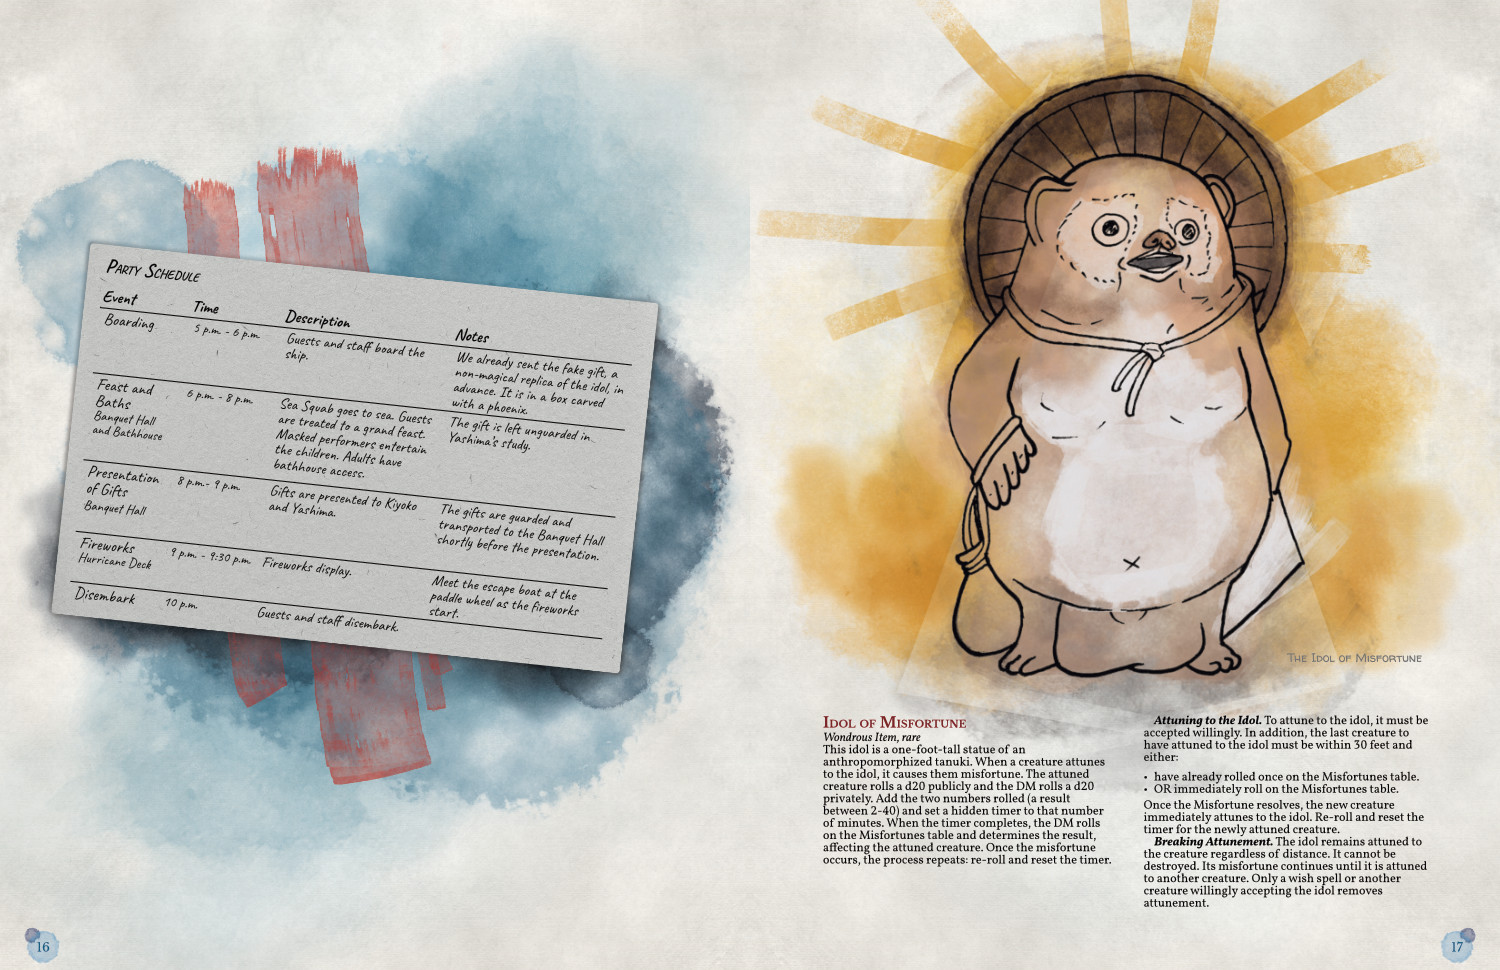 Party Schedule
Event Time Description Notes
Boarding 5 p.m. - 6 p.m. Guests and staff board the
ship.
We already sent the fake gift, a
non-magical replica of the idol, in
advance. It is in a box carved
with a phoenix.
Feast and
Baths
Banquet Hall
and Bathhouse
6 p.m. - 8 p.m.
Sea Squab goes to sea. Guests
are treated to a grand feast.
Masked performers entertain
the children. Adults have
bathhouse access.
The gift is left unguarded in
Yashima's study.
Presentation
of Gifts
Banquet Hall
8 p.m.- 9 p.m.
Gifts are presented to Kiyoko
and Yashima.
The gifts are guarded and
transported to the Banquet Hall
shortly before the presentation.
Fireworks
Hurricane Deck
9 p.m. - 9:30 p.m.
Fireworks display.
Meet the escape boat at the
paddle wheel as the fireworks
start.
Disembark 10 p.m. Guests and staff disembark.
16
The Idol of Misfortune
Idol of Misfortune
Wondrous Item, rare
This idol is a one-foot-tall statue of an
anthropomorphized tanuki. When a creature attunes
to the idol, it causes them misfortune. The attuned
creature rolls a d20 publicly and the DM rolls a d20
privately. Add the two numbers rolled (a result
between 2-40) and set a hidden timer to that number
of minutes. When the timer completes, the DM rolls
on the Misfortunes table and determines the result,
affecting the attuned creature. Once the misfortune
occurs, the process repeats: re-roll and reset the timer.
Attuning to the Idol. To attune to the idol, it must be
accepted willingly. In addition, the last creature to
have attuned to the idol must be within 30 feet and
either:
• have already rolled once on the Misfortunes table.
• OR immediately roll on the Misfortunes table.
Once the Misfortune resolves, the new creature
immediately attunes to the idol. Re-roll and reset the
timer for the newly attuned creature.
Breaking Attunement. The idol remains attuned to
the creature regardless of distance. It cannot be
destroyed. Its misfortune continues until it is attuned
to another creature. Only a wish spell or another
creature willingly accepting the idol removes
attunement.
17